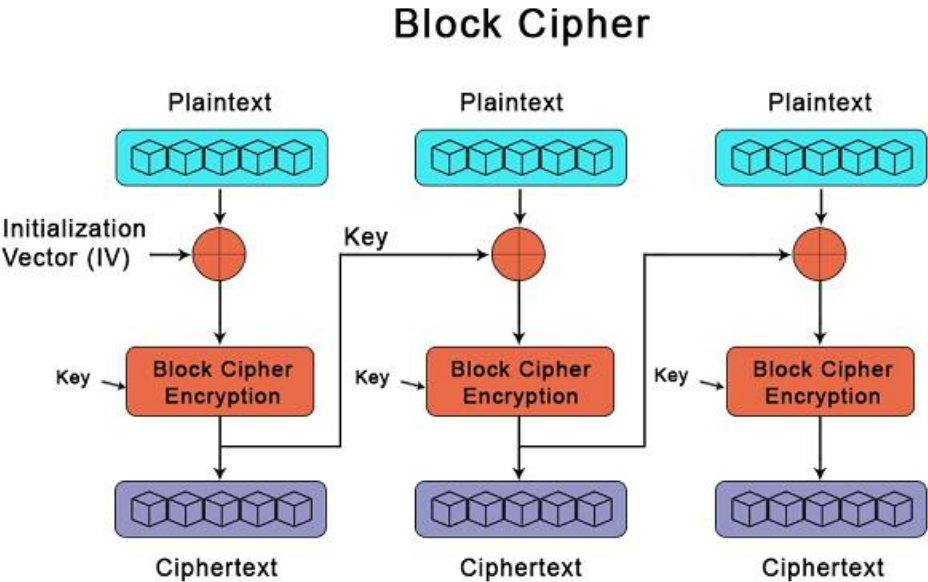 Block Cipher
Plaintext
Plaintext
Plaintext
Initialization
Vector (IV)
Key
Key
Block Cipher
Encryption
Key
Block Cipher
Encryption
Key
Block Cipher
Encryption
Ciphertext
Ciphertext
Ciphertext